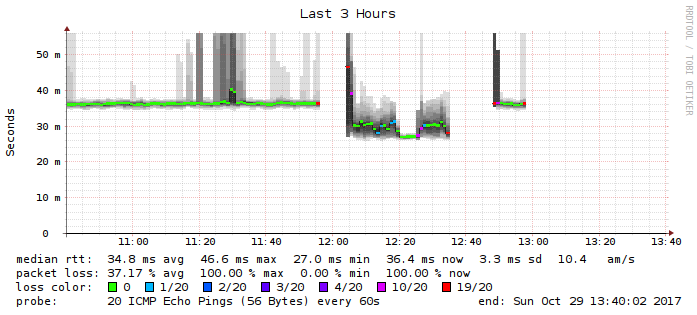 Last 3 Hours
RRDTOOL / TOBI OETIKER
Seconds
50 m
40 m
30 m
20 m
10 m
0
11:00 11:20 11:40 12:00 12:20 12:40 13:00 13:20 13:40
median rtt: 34.8 ms avg 46.6 ms max 27.0 ms min 36.4 ms now 3.3 ms sd 10.4 am/s
packet loss: 37.17 % avg 100.00 % max 0.00 % min 100.00 % now
loss color: 0 1/20 2/20 3/20 4/20 10/20 19/20
probe: 20 ICMP Echo Pings (56 Bytes) every 60s end: Sun Oct 29 13:40:02 2017